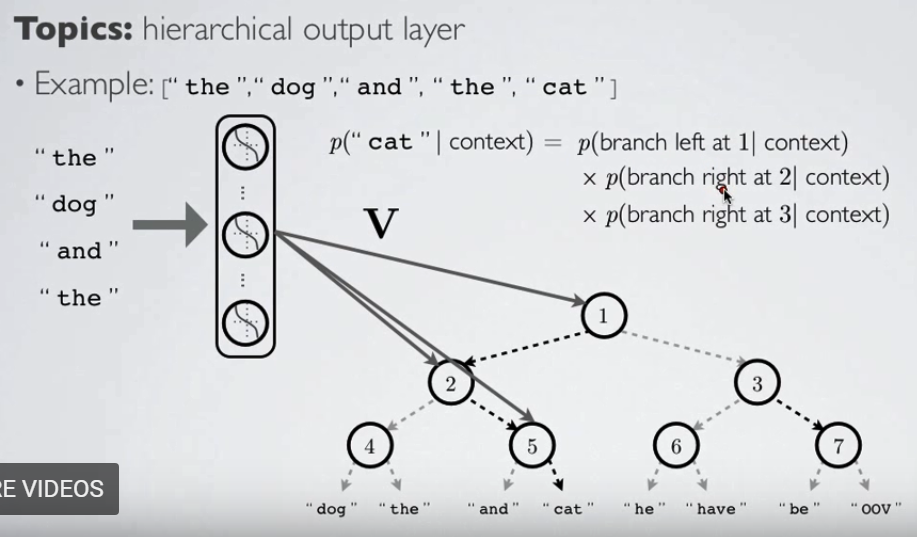 Topics: hierarchical output layer
• Example: [“ the ”,“ dog ”,“ and ”, “ the ”, “ cat ” ]
“ the ”
“ dog ”
“ and ”
“ the ”
p(“ cat ” | context) = p(branch left at 1| context)
× p(branch right at 2| context)
× p(branch right at 3| context)
V
1
2
3
4
5
6
7
“ dog ” “ the ” “ and ” “ cat ” “ he ” “ have ” “ be ” “ OOV ”
RE VIDEOS